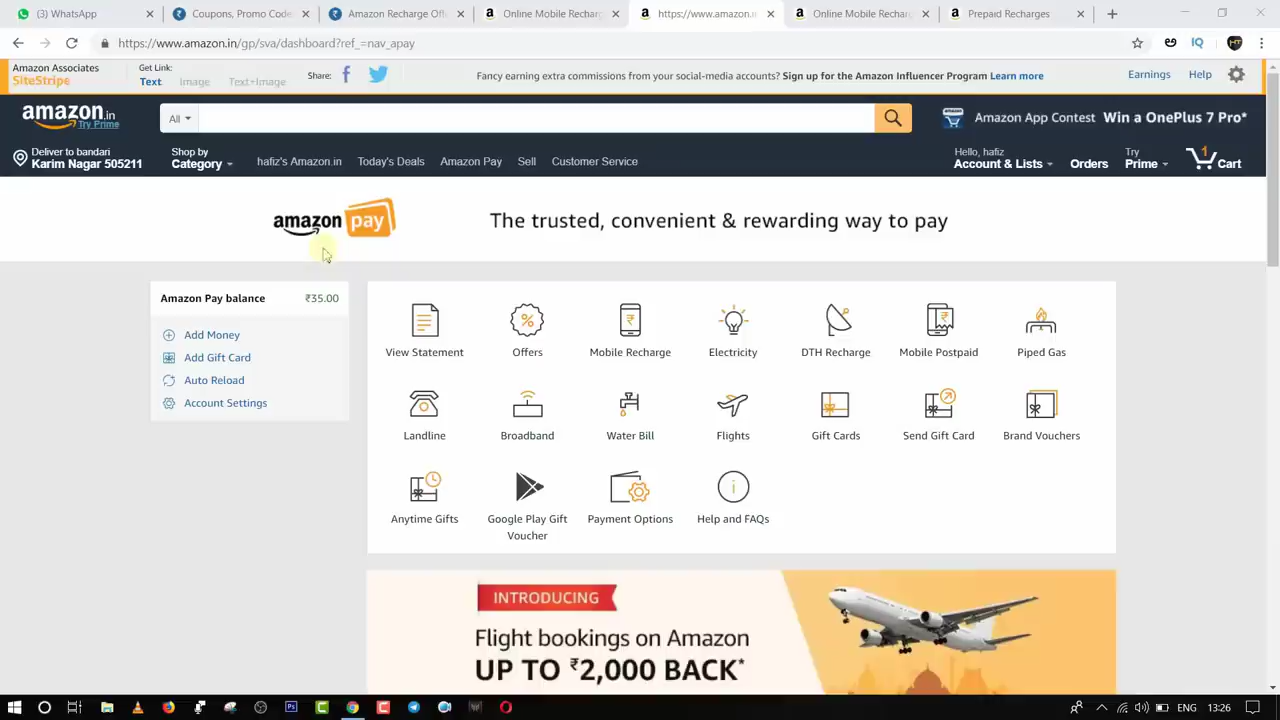 (3) WhatsApp
Coupons, Promo Code
Amazon Recharge Off
Online Mobile Recharg
https://www.amazon.in
Online Mobile Rechar
Prepaid Recharges
https://www.amazon.in/gp/sva/dashboard?ref_=nav_apay
IQ
Amazon Associates
SiteStripe
Get Link:
Text
Image
Text+Image
Share:
Fancy earning extra commissions from your social-media accounts? Sign up for the Amazon Influencer Program Learn more
Earnings
Help
amazon.in
Try Prime
All
Amazon App Contest Win a OnePlus 7 Pro*
Deliver to bandari
Karim Nagar 505211
Shop by
Category
hafiz's Amazon.in
Today's Deals
Amazon Pay
Sell
Customer Service
Hello, hafiz
Account & Lists
Orders
Try
Prime
1
Cart
amazon pay
The trusted, convenient & rewarding way to pay
Amazon Pay balance ₹35.00
Add Money
Add Gift Card
Auto Reload
Account Settings
View Statement
Offers
Mobile Recharge
Electricity
DTH Recharge
Mobile Postpaid
Piped Gas
Landline
Broadband
Water Bill
Flights
Gift Cards
Send Gift Card
Brand Vouchers
Anytime Gifts
Google Play Gift
Voucher
Payment Options
Help and FAQs
INTRODUCING
Flight bookings on Amazon
UP TO ₹2,000 BACK*
Ps
ENG
13:26